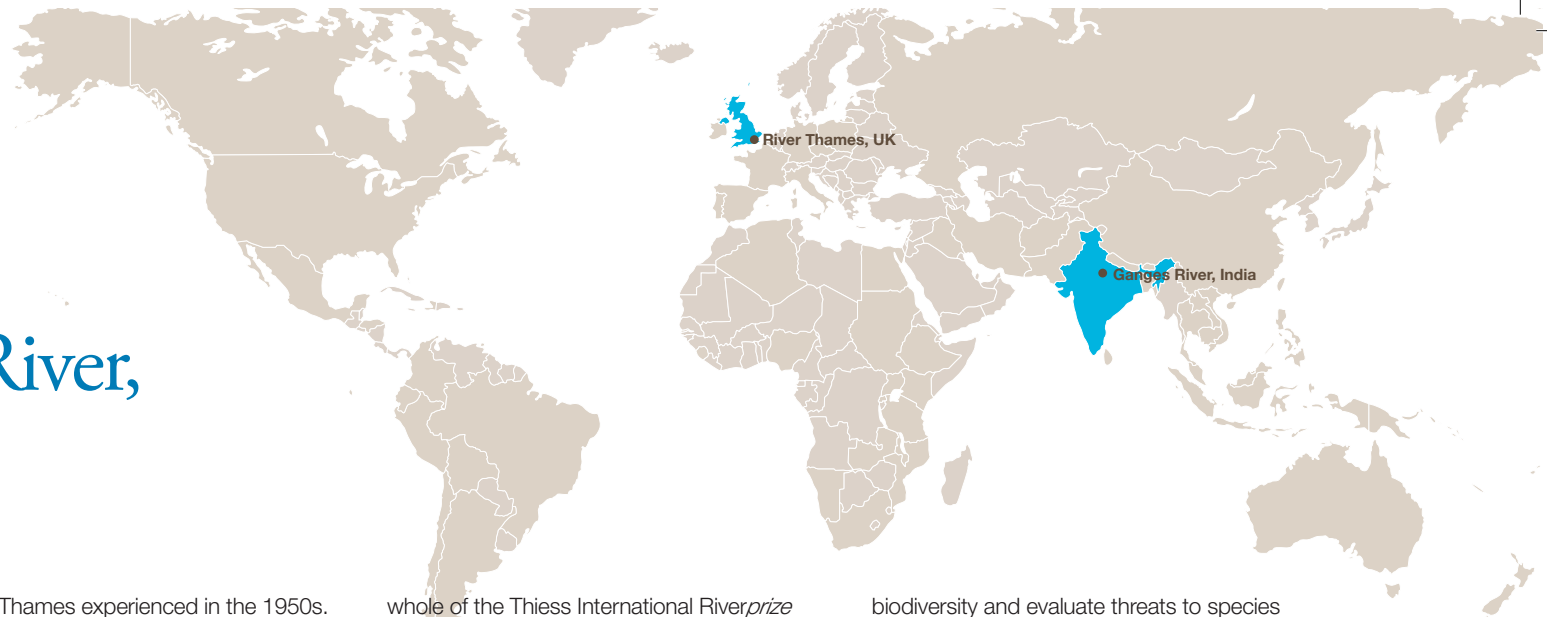 River Thames, UK
Ganges River, India
River,
Thames experienced in the 1950s.
whole of the Thiess International Riverprize
biodiversity and evaluate threats to species